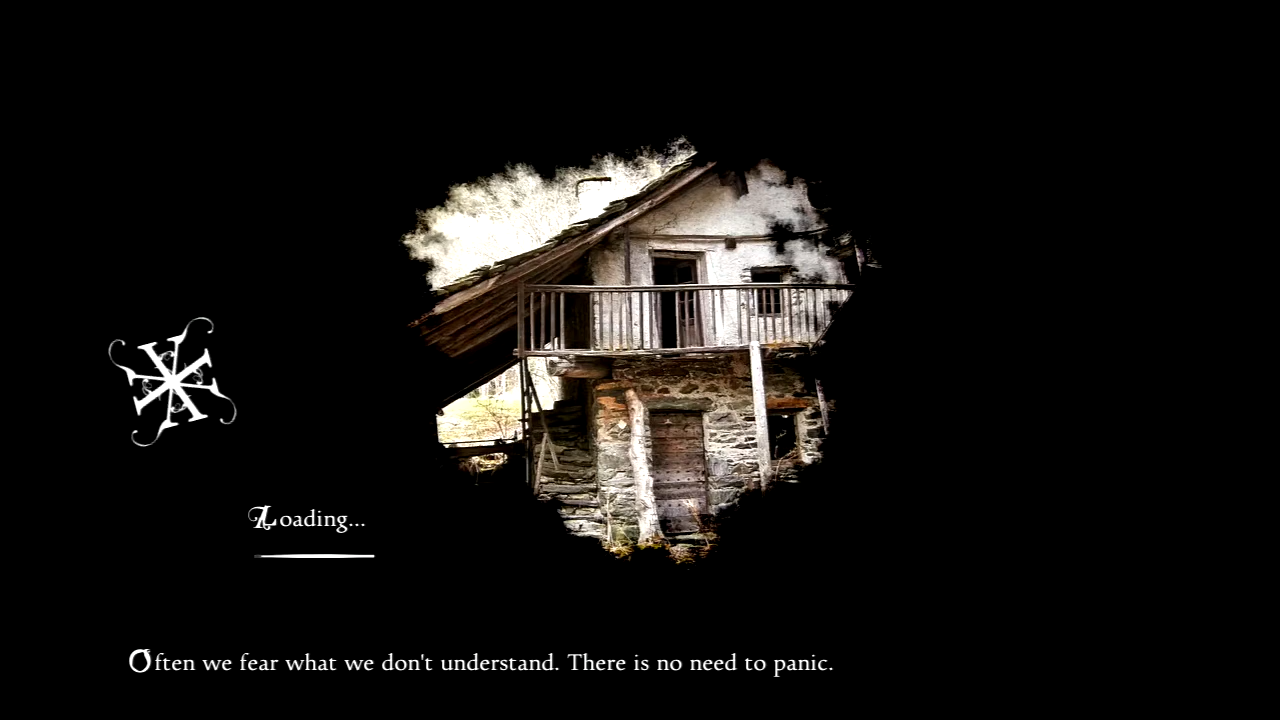 Loading...
Often we fear what we don't understand. There is no need to panic.